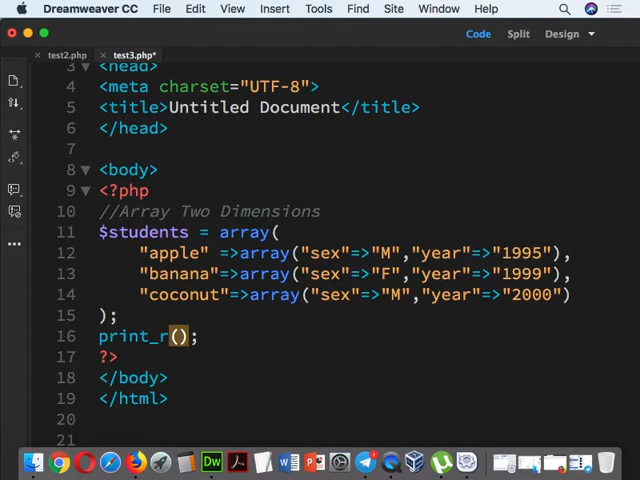 Dreamweaver CC File Edit View Insert Tools Find Site Window Help
Code Split Design
test2.php test3.php*
3 <head>
4 <meta charset="UTF-8">
5 <title>Untitled Document</title>
6 </head>
7
8 <body>
9 <?php
10 //Array Two Dimensions
11 $students = array(
12 "apple" =>array("sex"=>"M","year"=>"1995"),
13 "banana"=>array("sex"=>"F","year"=>"1999"),
14 "coconut"=>array("sex"=>"M","year"=>"2000")
15 );
16 print_r();
17 ?>
18 </body>
19 </html>
20
21
Dw